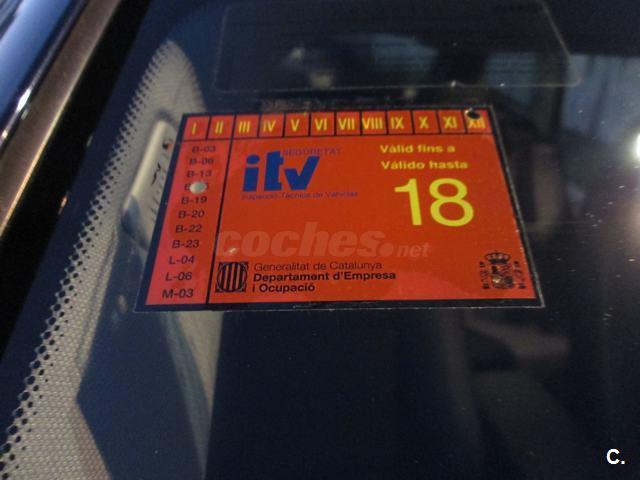 I II III IV V VI VII VIII IX X XI XII
B-03
B-06
B-13
B-19
B-20
B-22
B-23
L-04
L-06
M-03
SEGURETAT
itv
Inspecció Tècnica de Vehicles
Vàlid fins a
Válido hasta
18
coches.net
Generalitat de Catalunya
Departament d'Empresa
i Ocupació
C.